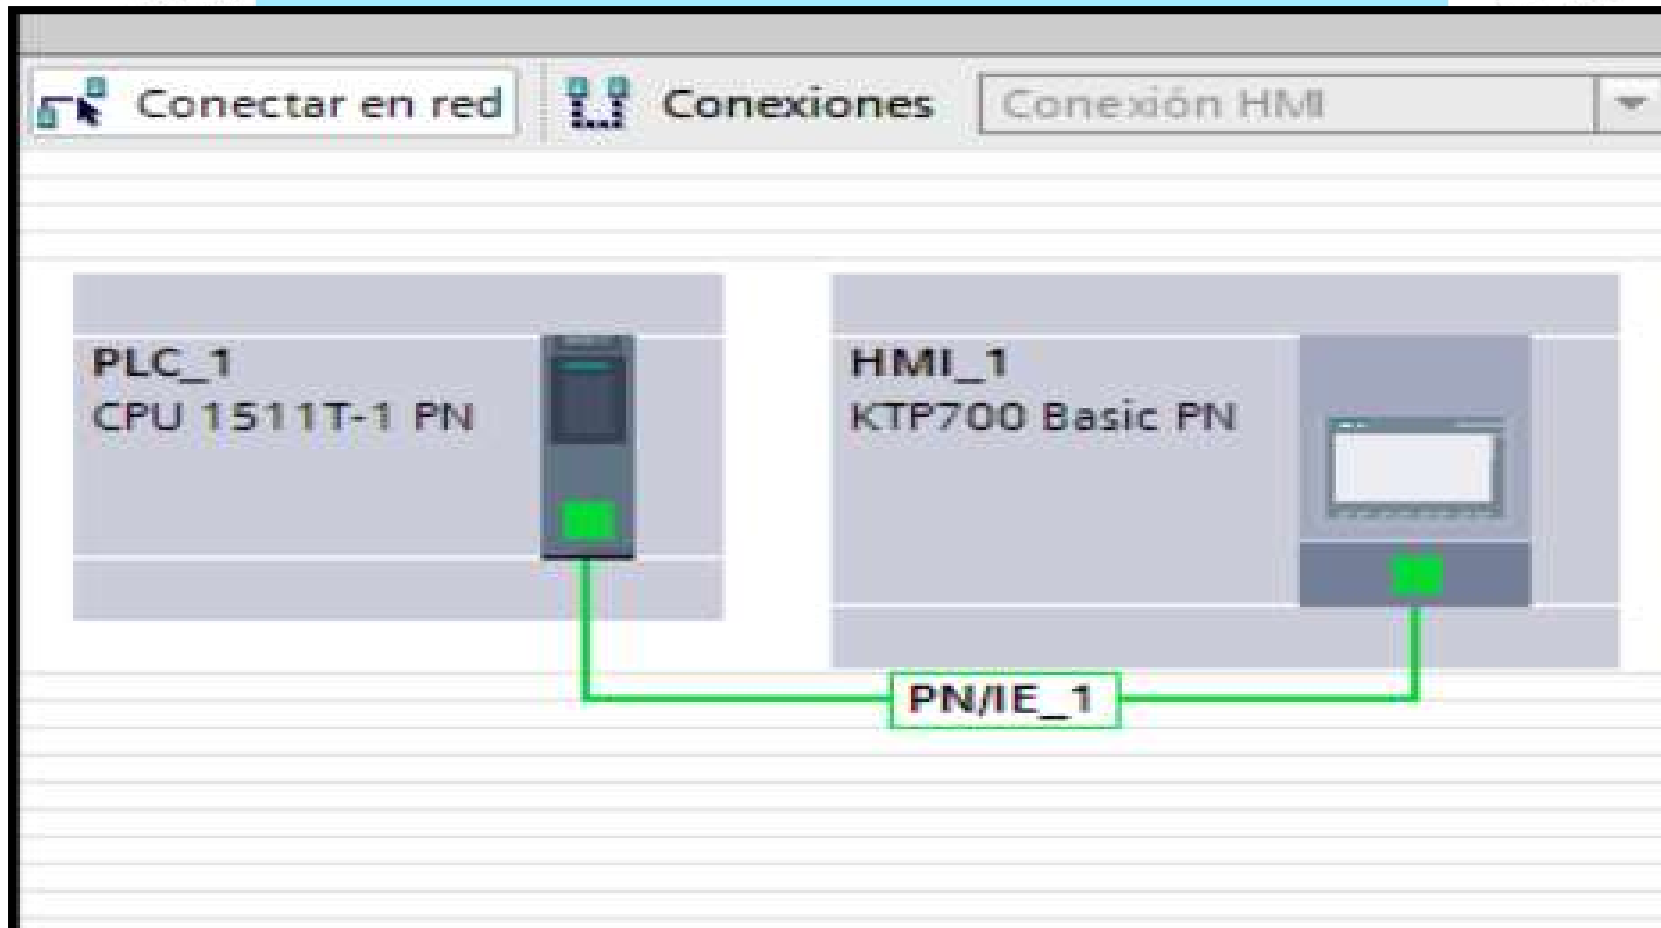 Conectar en red
Conexiones
Conexión HMI
PLC_1
CPU 1511T-1 PN
HMI_1
KTP700 Basic PN
PN/IE_1